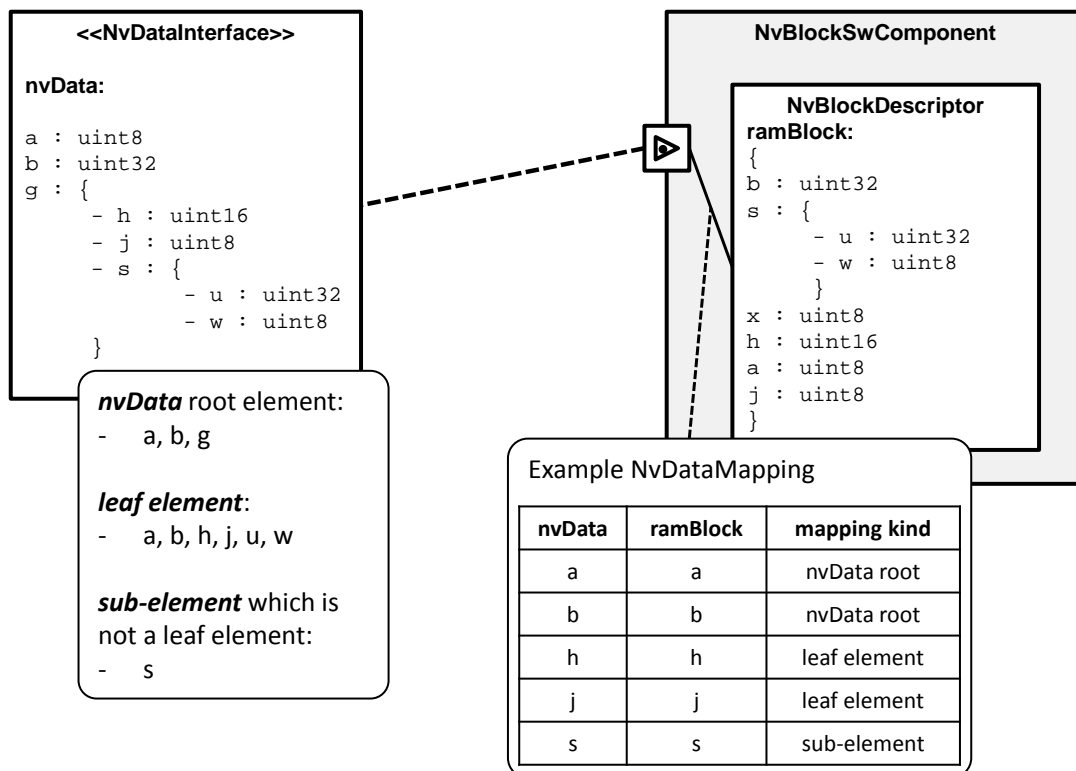 <<NvDataInterface>>
nvData:
a : uint8
b : uint32
g : {
- h : uint16
- j : uint8
- s : {
- u : uint32
- w : uint8
}
nvData root element:
- a, b, g
leaf element:
- a, b, h, j, u, w
sub-element which is
not a leaf element:
- s
NvBlockSwComponent
NvBlockDescriptor
ramBlock:
{
b : uint32
s : {
- u : uint32
- w : uint8
}
x : uint8
h : uint16
a : uint8
j : uint8
}
Example NvDataMapping
nvData ramBlock mapping kind
a a nvData root
b b nvData root
h h leaf element
j j leaf element
s s sub-element